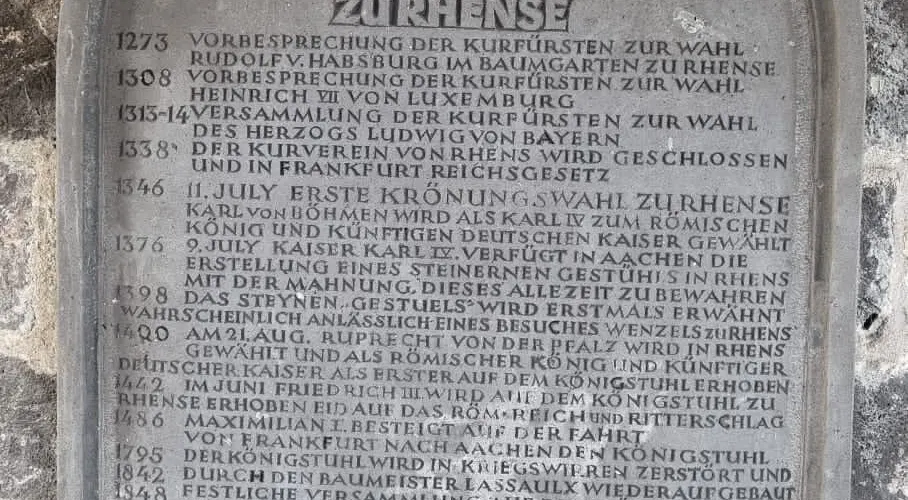 ZU RHENSE
1273 VORBESPRECHUNG DER KURFÜRSTEN ZUR WAHL
RUDOLF V. HABSBURG IM BAUMGARTEN ZU RHENSE
1308 VORBESPRECHUNG DER KURFÜRSTEN ZUR WAHL
HEINRICH VII VON LUXEMBURG
1313-14 VERSAMMLUNG DER KURFÜRSTEN ZUR WAHL
DES HERZOGS LUDWIG VON BAYERN
1338 DER KURVEREIN VON RHENS WIRD GESCHLOSSEN
UND IN FRANKFURT REICHSGESETZ
1346 11. JULY ERSTE KRÖNUNGSWAHL ZU RHENSE
KARL VON BÖHMEN WIRD ALS KARL IV ZUM RÖMISCHEN
KÖNIG UND KÜNFTIGEN DEUTSCHEN KAISER GEWÄHLT
1376 9. JULY KAISER KARL IV. VERFÜGT IN AACHEN DIE
ERSTELLUNG EINES STEINERNEN GESTÜHLS IN RHENS
MIT DER MAHNUNG, DIESES ALLEZEIT ZU BEWAHREN
1398 DAS STEYNEN „GESTUELS" WIRD ERSTMALS ERWÄHNT
WAHRSCHEINLICH ANLÄSSLICH EINES BESUCHES WENZELS ZU RHENS
1400 AM 21. AUG. RUPRECHT VON DER PFALZ WIRD IN RHENS
GEWÄHLT UND ALS RÖMISCHER KÖNIG UND KÜNFTIGER
DEUTSCHER KAISER ALS ERSTER AUF DEM KÖNIGSTUHL ERHOBEN
1442 IM JUNI FRIEDRICH III. WIRD AUF DEM KÖNIGSTUHL ZU
RHENSE ERHOBEN EID AUF DAS RÖM. REICH UND RITTERSCHLAG
1486 MAXIMILIAN I. BESTEIGT AUF DER FAHRT
VON FRANKFURT NACH AACHEN DEN KÖNIGSTUHL
1795 DER KÖNIGSTUHL WIRD IN KRIEGSWIRREN ZERSTÖRT UND
1842 DURCH DEN BAUMEISTER LASSAULX WIEDERAUFGEBAUT
1848 FESTLICHE VERSAMMLUNG AUF